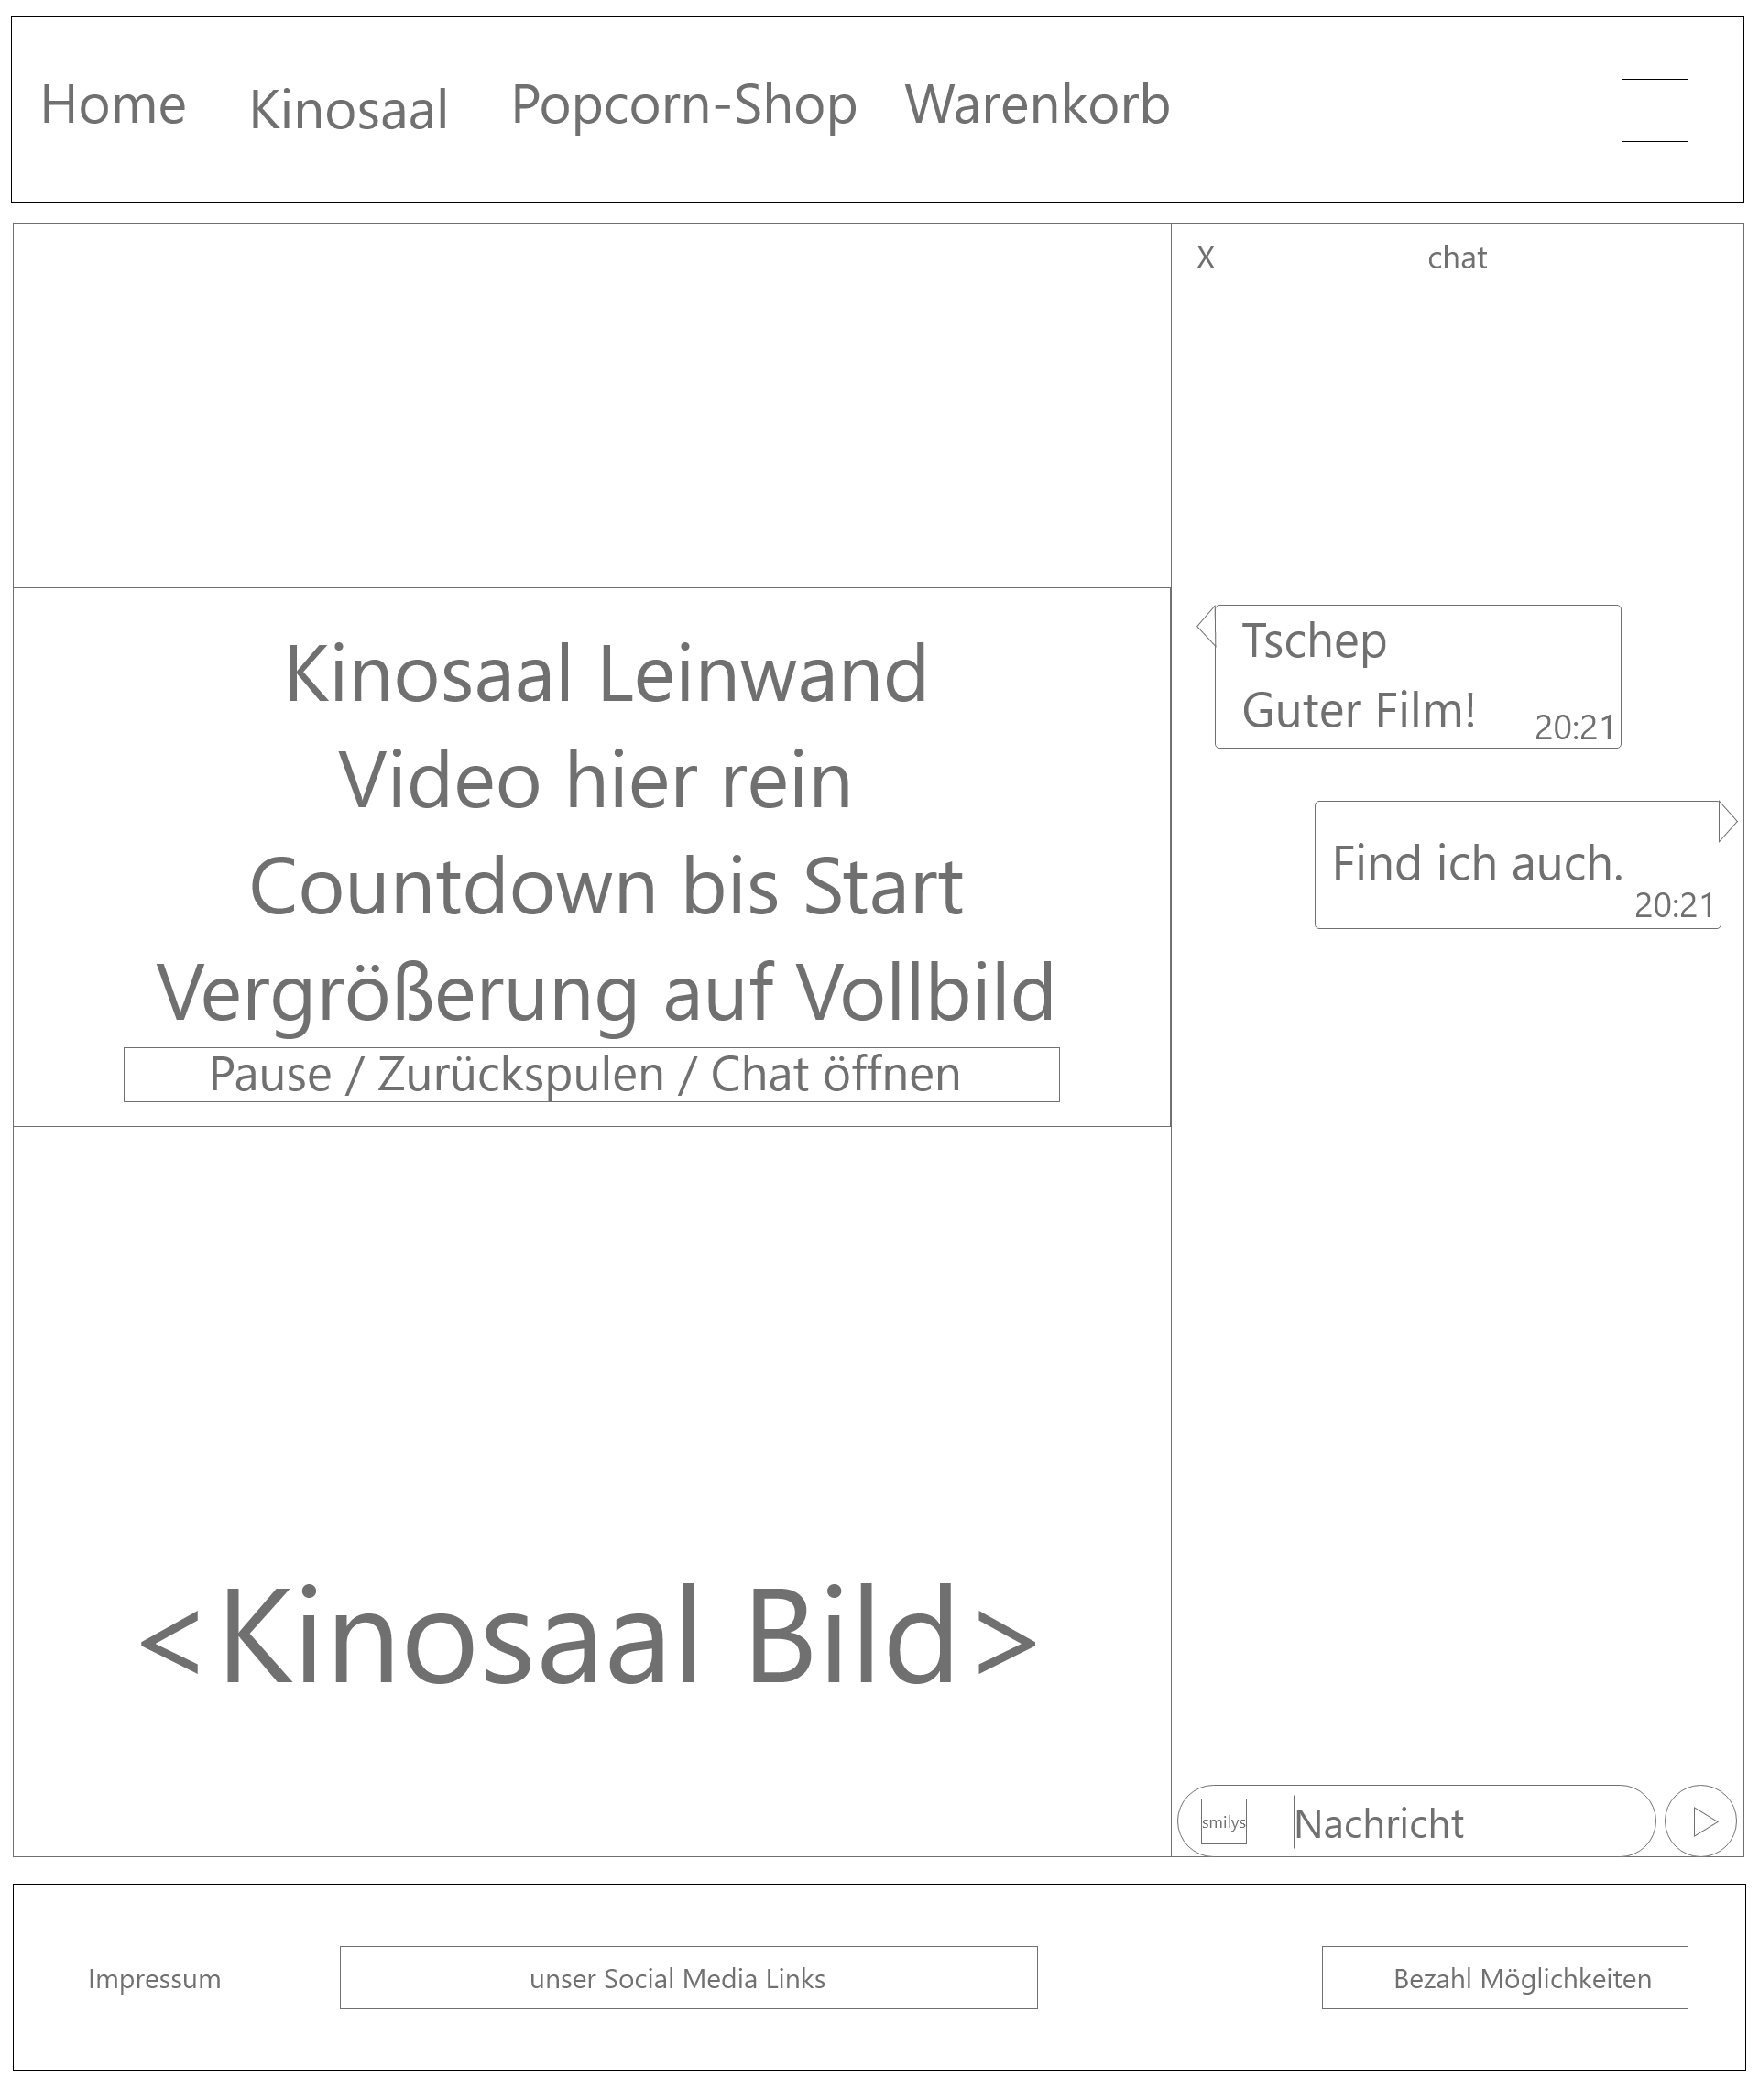 Home Kinosaal Popcorn-Shop Warenkorb
X chat
Kinosaal Leinwand
Video hier rein
Countdown bis Start
Vergrößerung auf Vollbild
Pause / Zurückspulen / Chat öffnen
<Kinosaal Bild>
Tschep
Guter Film! 20:21
Find ich auch.
20:21
smilys Nachricht
Impressum unser Social Media Links Bezahl Möglichkeiten